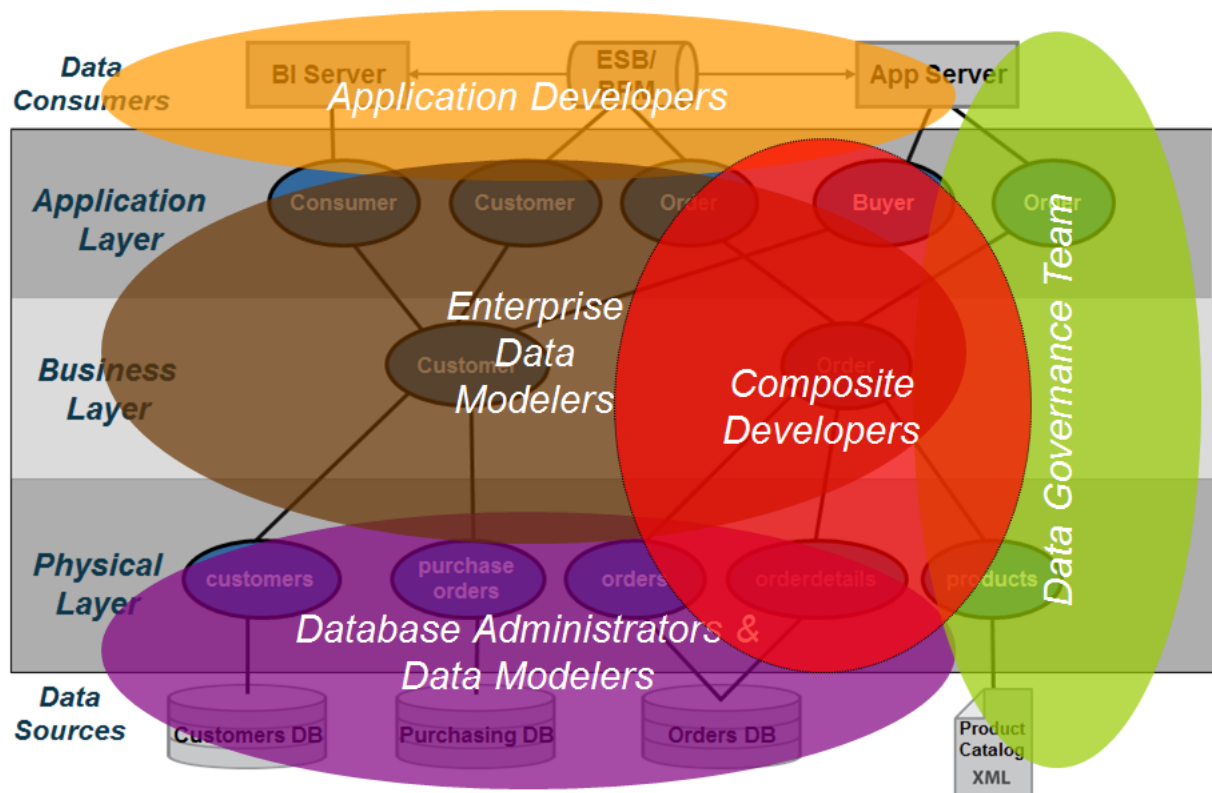 Data
Consumers
BI Server
ESB/
BPM
App Server
Application Developers
Application
Layer
Consumer
Customer
Order
Buyer
Order
Business
Layer
Customer
Order
Enterprise
Data
Modelers
Composite
Developers
Data Governance Team
Physical
Layer
customers
purchase
orders
orders
orderdetails
products
Database Administrators &
Data Modelers
Data
Sources
Customers DB
Purchasing DB
Orders DB
Product
Catalog
XML